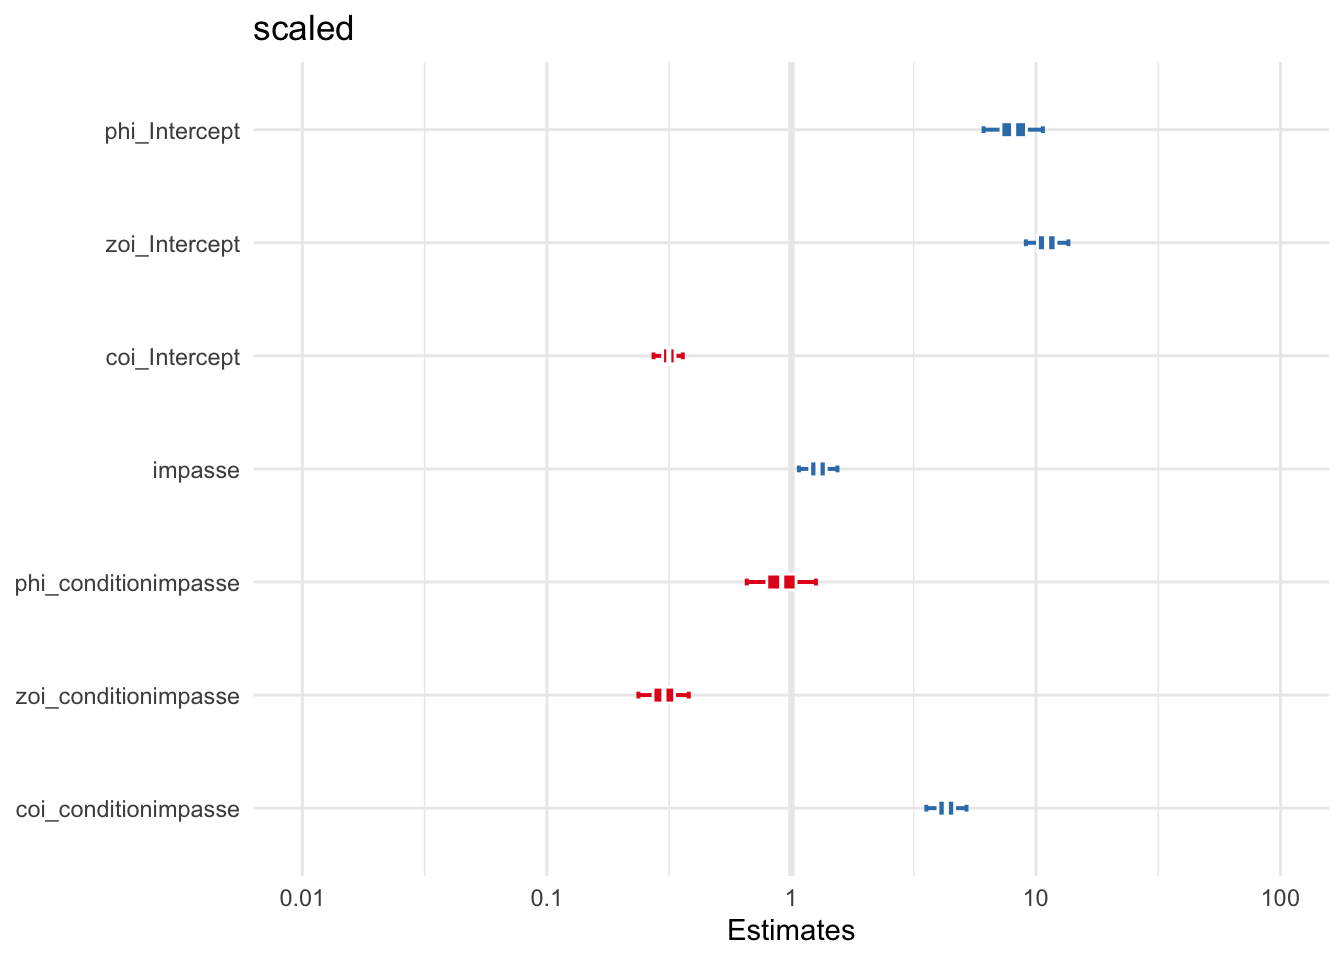 scaled
phi_Intercept
zoi_Intercept
coi_Intercept
impasse
phi_conditionimpasse
zoi_conditionimpasse
coi_conditionimpasse
0.01 0.1 1 10 100
Estimates